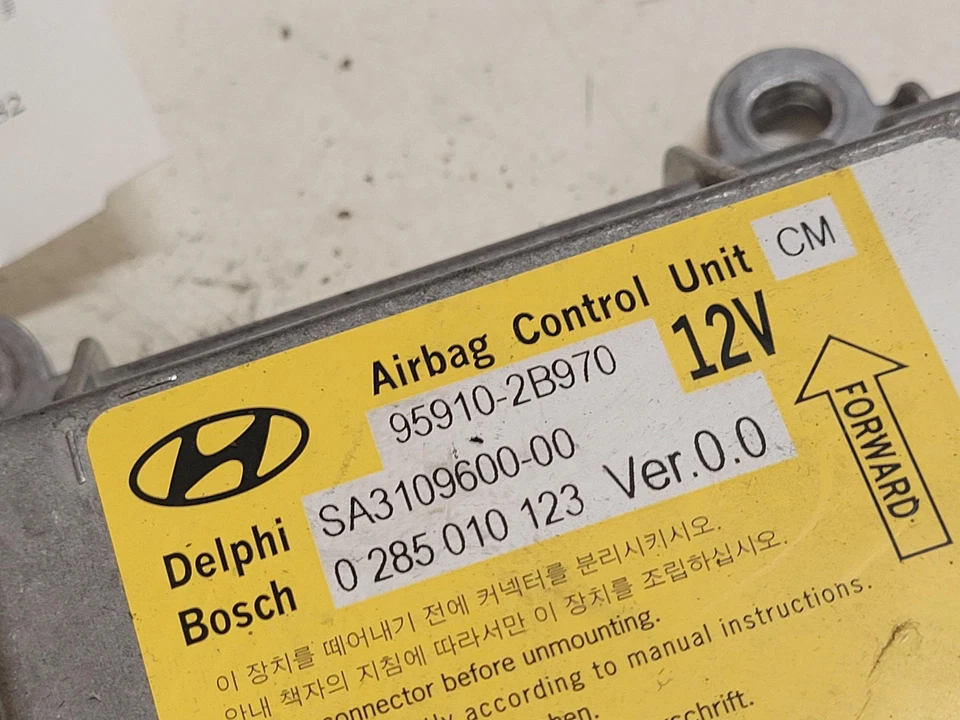 32
Airbag Control Unit CM
95910-2B970 12V
SA3109600-00
Delphi
0 285 010 123 Ver.0.0
Bosch
FORWARD
이 장치를 떼어내기 전에 커넥터를 분리시키시오.
안내 책자의 지침에 따라서만 이 장치를 조립하십시오.
before unmounting.
according to manual instructions.